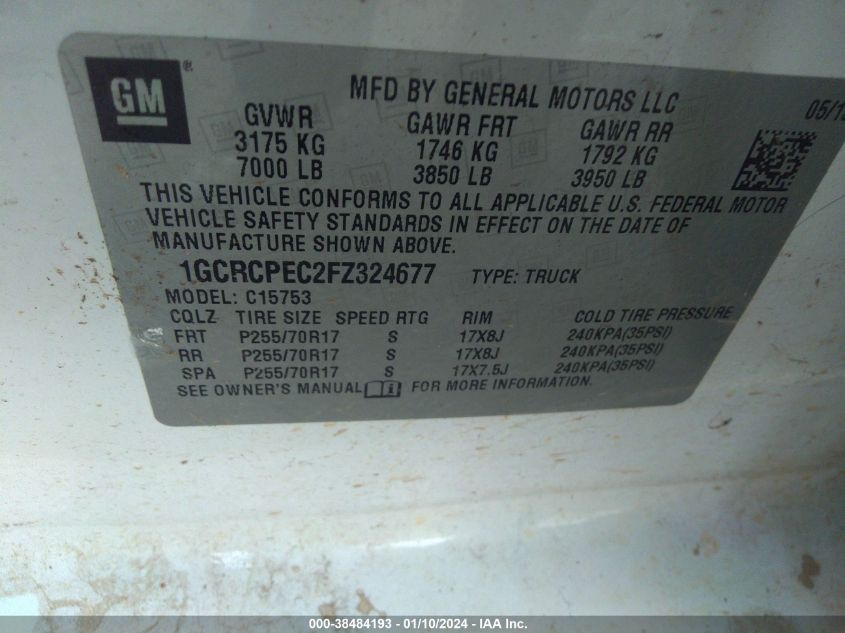 GM
MFD BY GENERAL MOTORS LLC
GVWR GAWR FRT GAWR RR
3175 KG 1746 KG 1792 KG
7000 LB 3850 LB 3950 LB
THIS VEHICLE CONFORMS TO ALL APPLICABLE U.S. FEDERAL MOTOR
VEHICLE SAFETY STANDARDS IN EFFECT ON THE DATE OF
MANUFACTURE SHOWN ABOVE.
1GCRCPEC2FZ324677 TYPE: TRUCK
MODEL: C15753
CQLZ TIRE SIZE SPEED RTG RIM COLD TIRE PRESSURE
FRT P255/70R17 S 17X8J 240KPA(35PSI)
RR P255/70R17 S 17X8J 240KPA(35PSI)
SPA P255/70R17 S 17X7.5J 240KPA(35PSI)
SEE OWNER'S MANUAL FOR MORE INFORMATION.
000-38484193 - 01/10/2024 - IAA Inc.